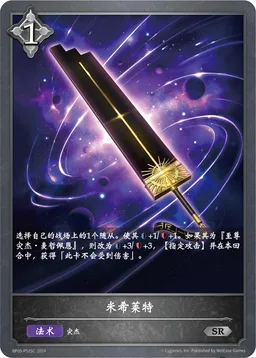 1
选择自己的战场上的1个随从。使其+1/+1。如果其为『至尊
灾杰·曼哲佩恩』，则改为+3/+3、【指定攻击】并在本回
合中，获得「此卡不会受到伤害」。
米希莱特
法术 灾杰
SR